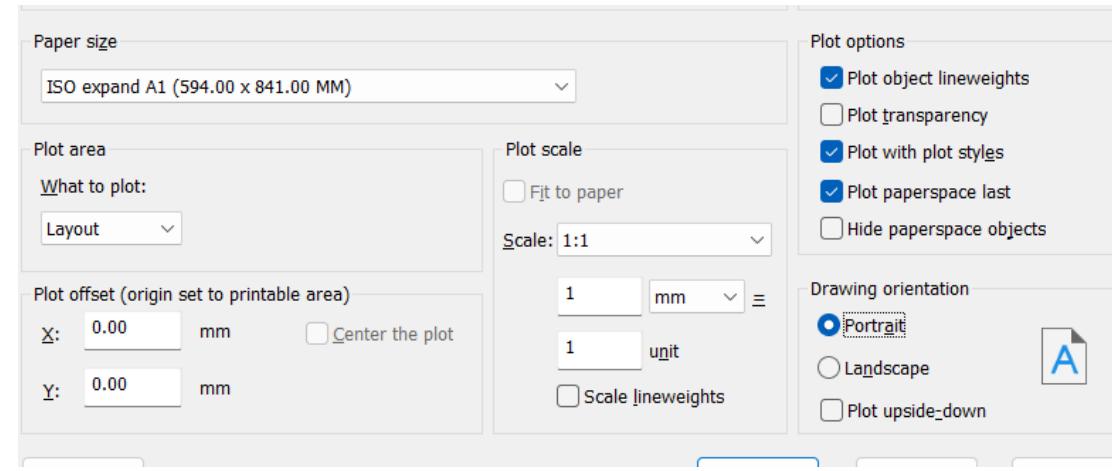 Paper size
ISO expand A1 (594.00 x 841.00 MM)
Plot area
What to plot:
Layout
Plot offset (origin set to printable area)
X: 0.00 mm
Center the plot
Y: 0.00 mm
Plot scale
Fit to paper
Scale: 1:1
1 mm =
1 unit
Scale lineweights
Plot options
Plot object lineweights
Plot transparency
Plot with plot styles
Plot paperspace last
Hide paperspace objects
Drawing orientation
Portrait
A
Landscape
Plot upside-down